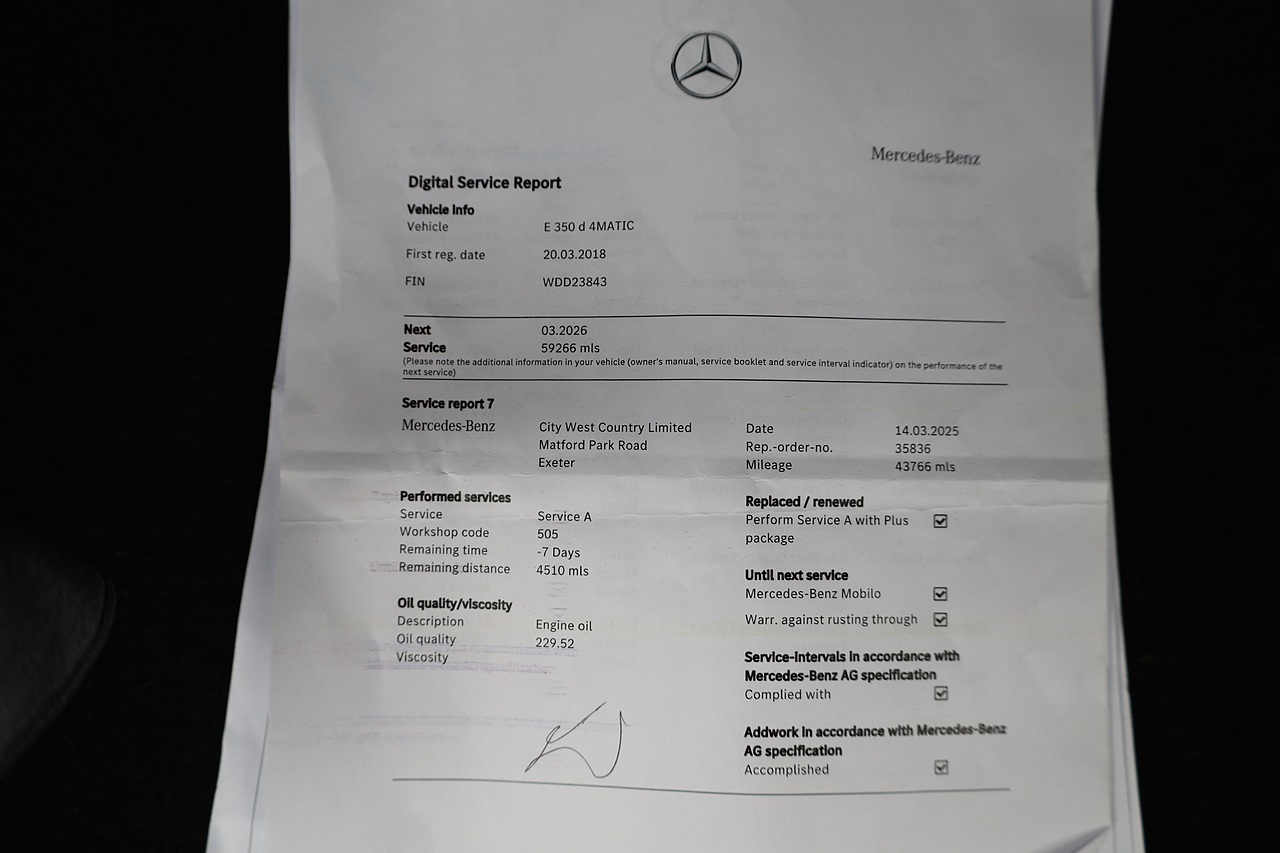 Mercedes-Benz
Digital Service Report
Vehicle Info
Vehicle E 350 d 4MATIC
First reg. date 20.03.2018
FIN WDD23843
Next 03.2026
Service 59266 mls
(Please note the additional information in your vehicle (owner's manual, service booklet and service interval indicator) on the performance of the
next service)
Service report 7
Mercedes-Benz City West Country Limited Date 14.03.2025
Matford Park Road Rep.-order-no. 35836
Exeter Mileage 43766 mls
Performed services
Service Service A
Workshop code 505
Remaining time -7 Days
Remaining distance 4510 mls
Oil quality/viscosity
Description Engine oil
Oil quality 229.52
Viscosity
Replaced / renewed
Perform Service A with Plus
package
Until next service
Mercedes-Benz Mobilo
Warr. against rusting through
Service-Intervals in accordance with
Mercedes-Benz AG specification
Complied with
Addwork in accordance with Mercedes-Benz
AG specification
Accomplished